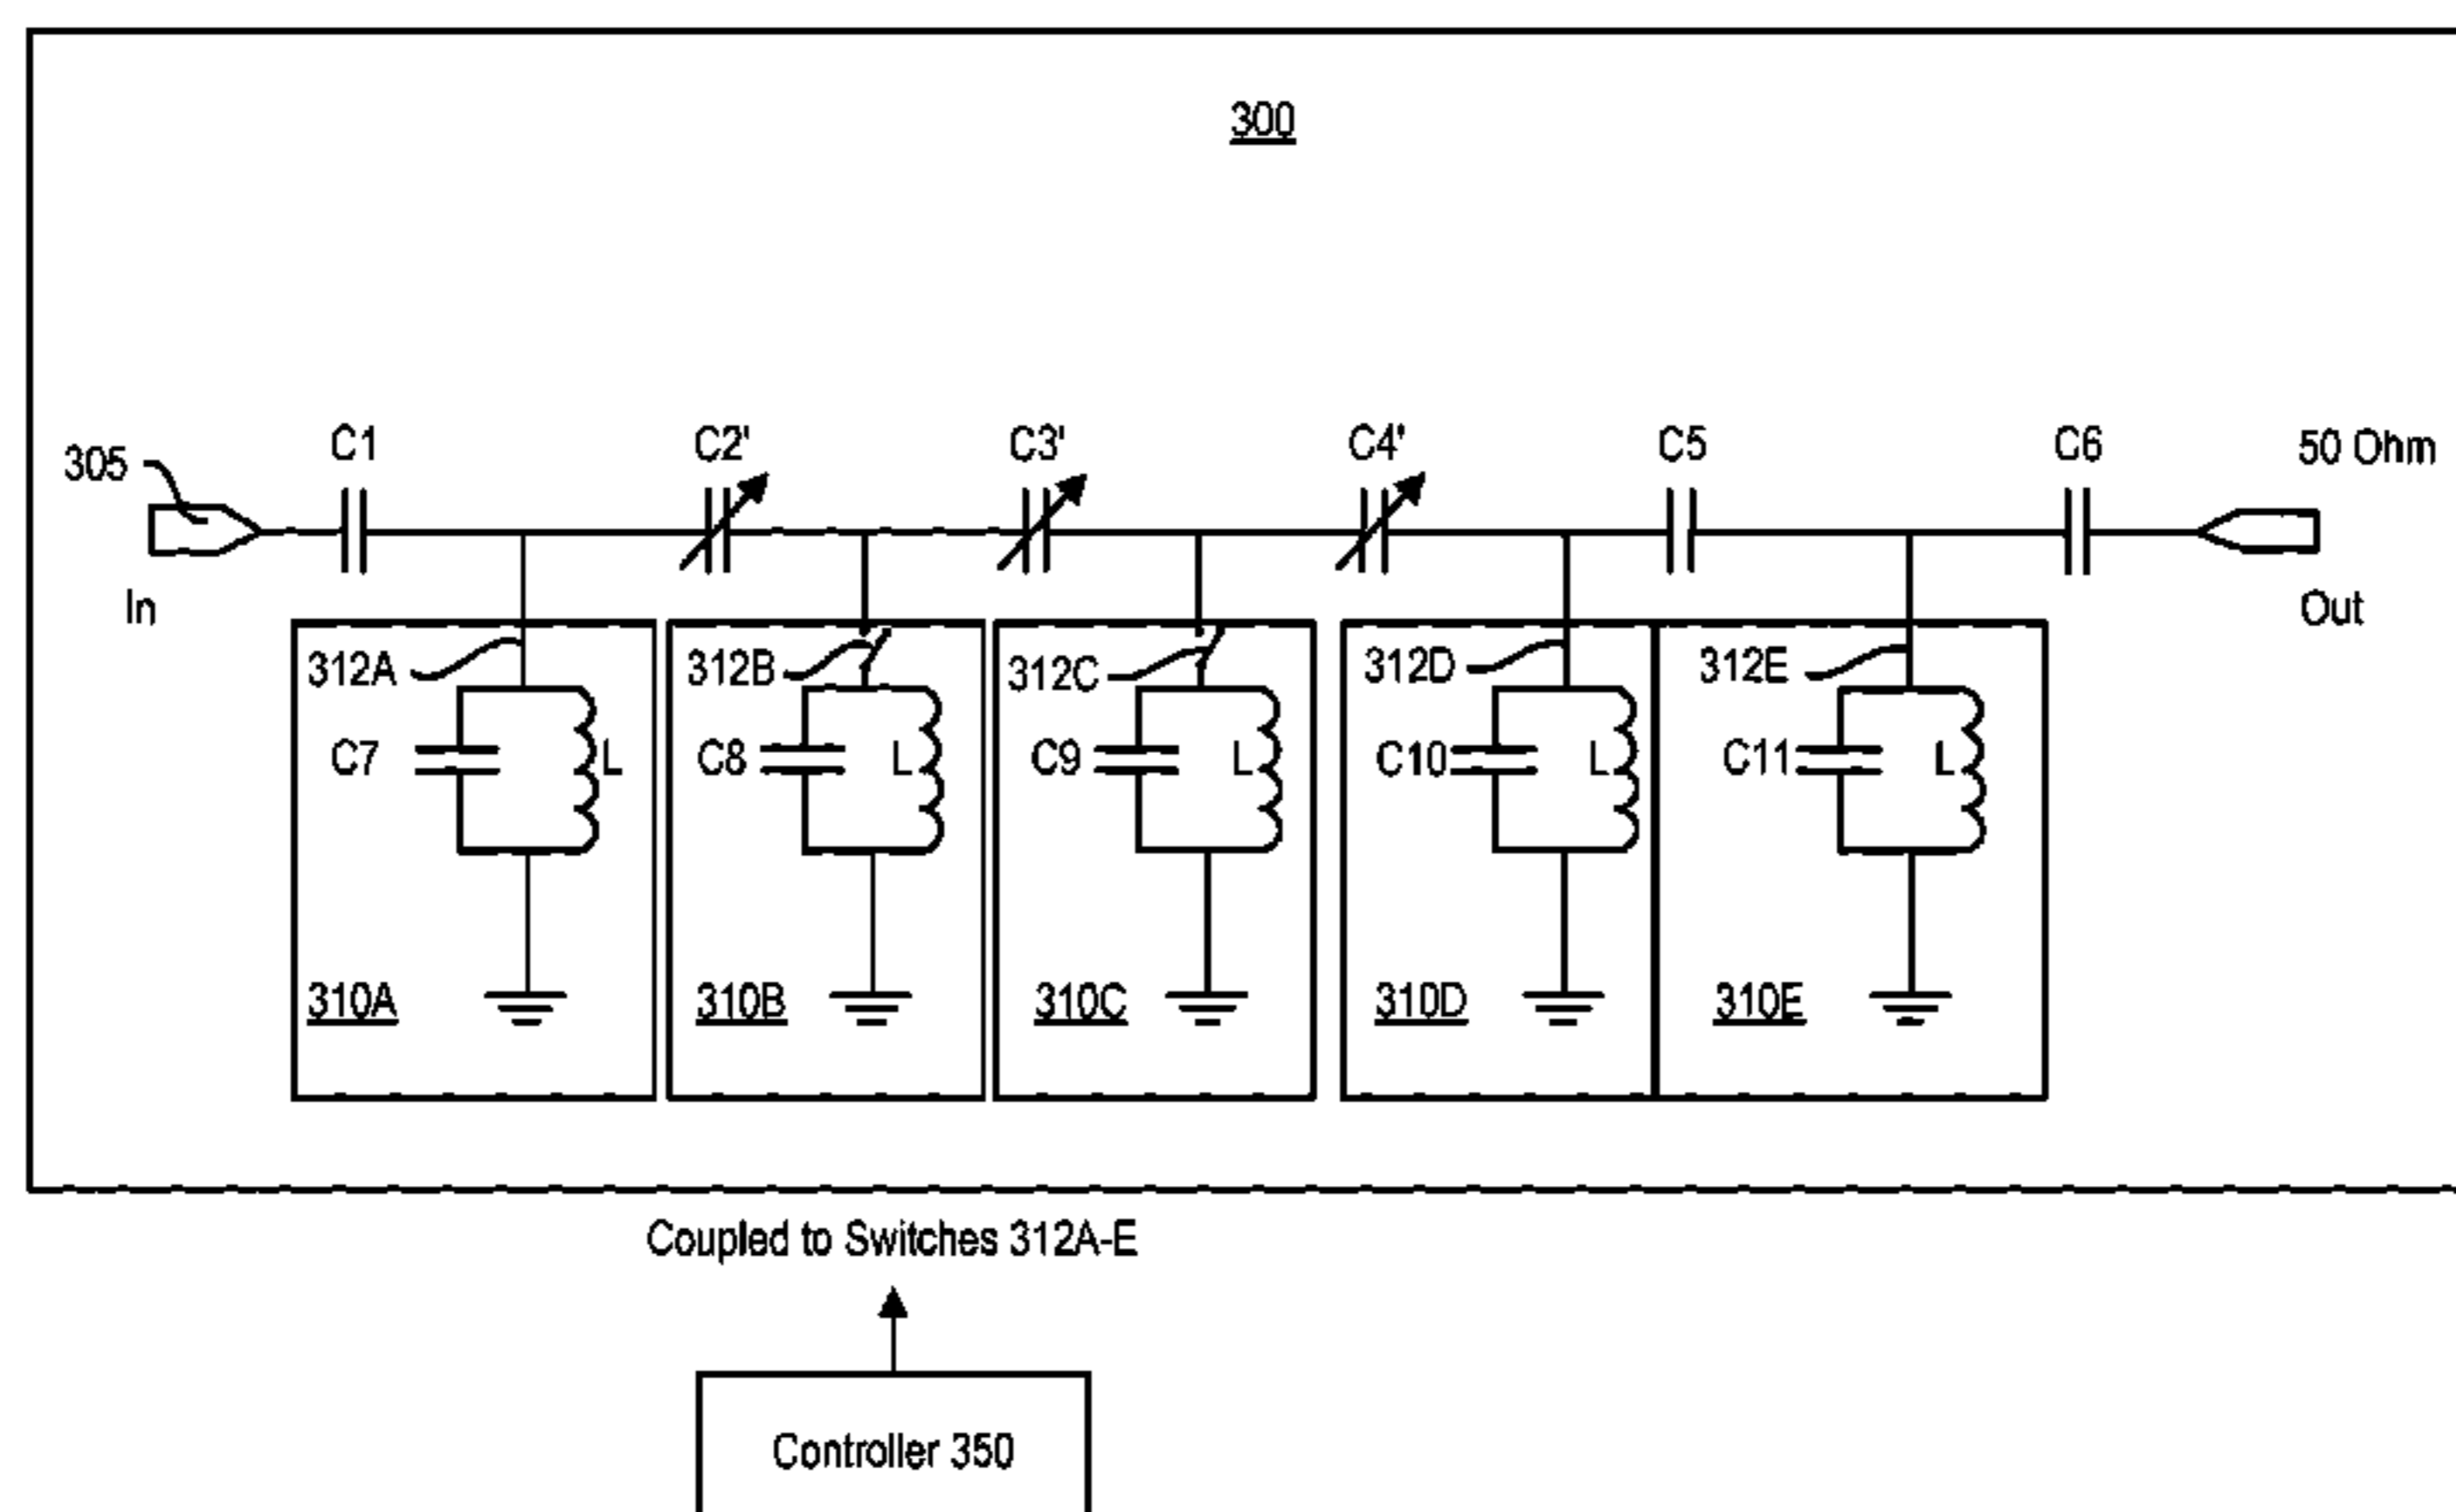 300
305
C1
C2'
C3'
C4'
C5
C6
50 Ohm
In
Out
312A
312B
312C
312D
312E
C7
L
C8
L
C9
L
C10
L
C11
L
310A
310B
310C
310D
310E
Coupled to Switches 312A-E
Controller 350